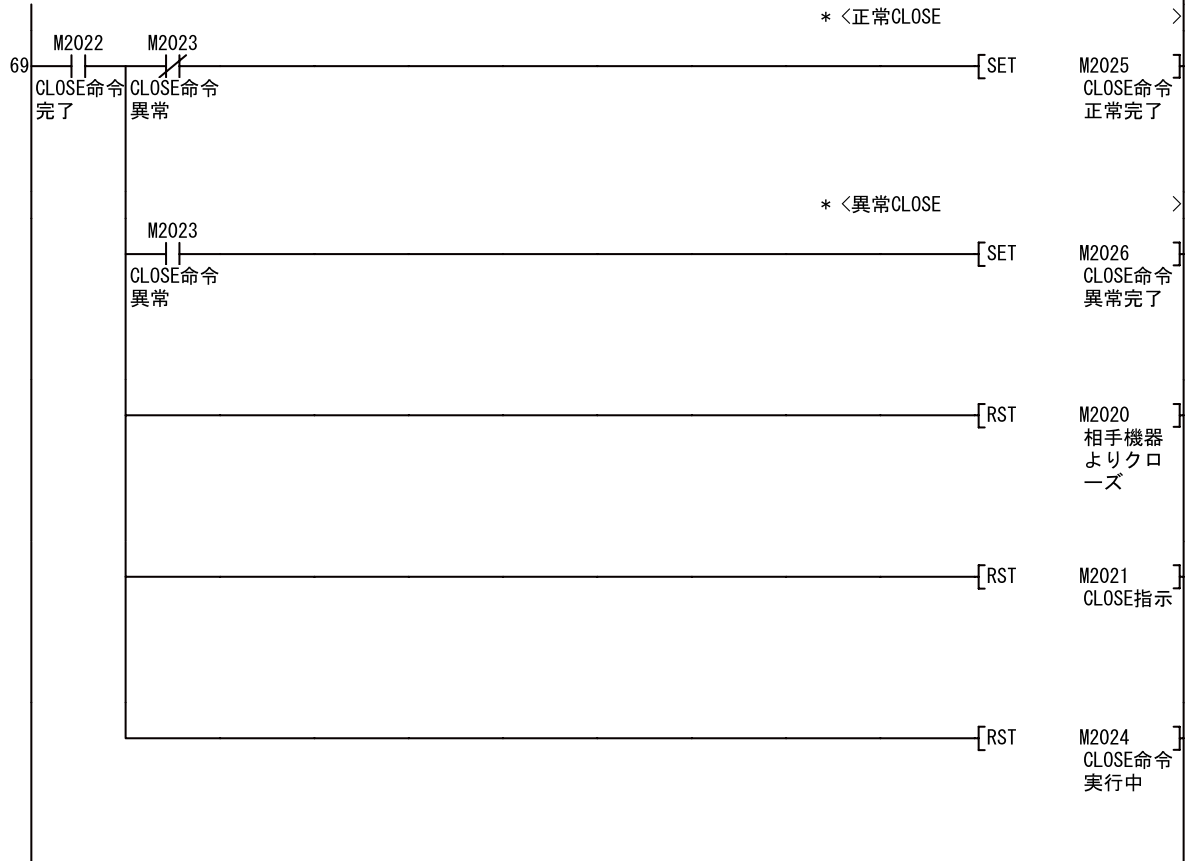 * <正常CLOSE >
M2022 M2023
69 [SET M2025 ]
CLOSE命令 CLOSE命令 CLOSE命令
完了 異常 正常完了
* <異常CLOSE >
M2023
[SET M2026 ]
CLOSE命令 CLOSE命令
異常 異常完了
[RST M2020 ]
相手機器
よりクロ
ーズ
[RST M2021 ]
CLOSE指示
[RST M2024 ]
CLOSE命令
実行中